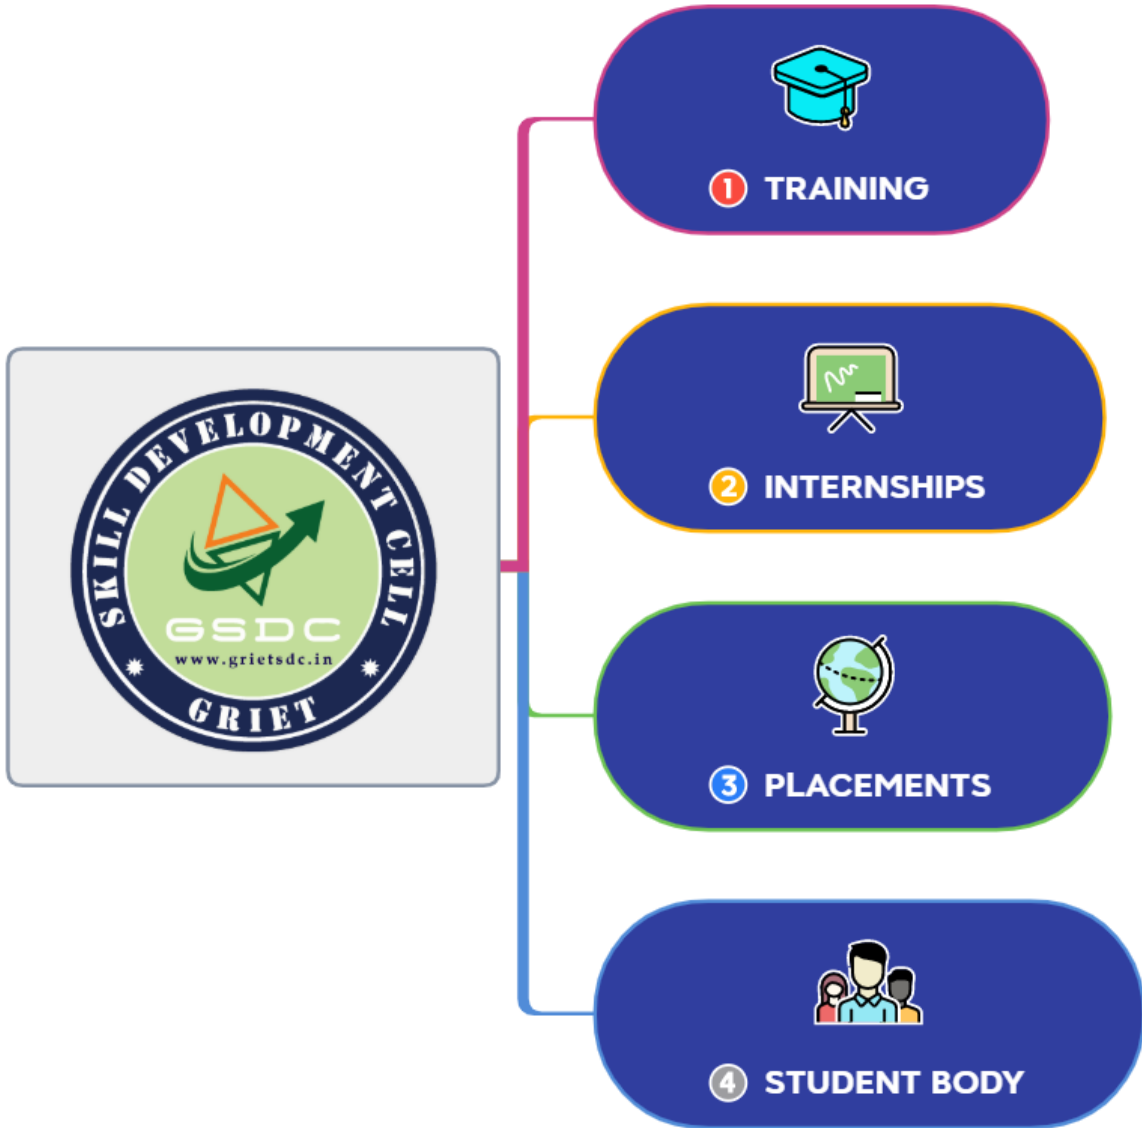 SKILL DEVELOPMENT CELL
GSDC
www.grietsdc.in
GRIET
1 TRAINING
2 INTERNSHIPS
3 PLACEMENTS
4 STUDENT BODY